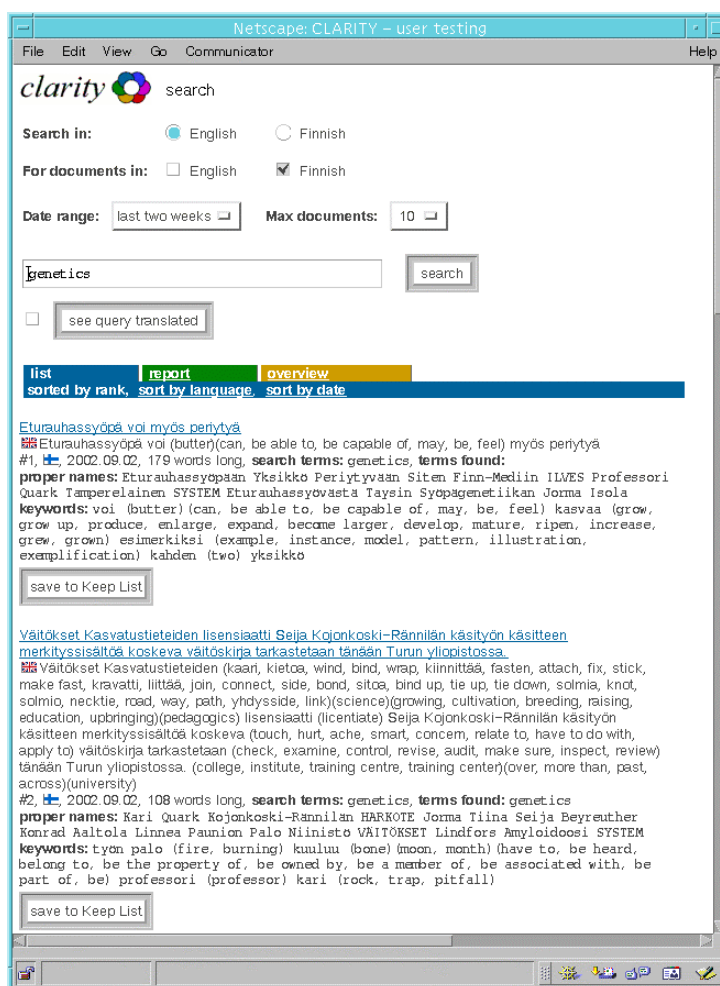 Netscape: CLARITY – user testing
File Edit View Go Communicator Help
clarity search
Search in: English Finnish
For documents in: English Finnish
Date range: last two weeks Max documents: 10
genetics search
see query translated
list report overview
sorted by rank, sort by language, sort by date
Eturauhassyöpä voi myös periytyä
Eturauhassyöpä voi (butter)(can, be able to, be capable of, may, be, feel) myös periytyä
#1, 2002.09.02, 179 words long, search terms: genetics, terms found:
proper names: Eturauhassyöpään Yksikkö Periytyvään Siten Finn-Mediin ILVES Professori
Quark Tamperelainen SYSTEM Eturauhassyövästä Taysin Syöpägenetiikan Jorma Isola
keywords: voi (butter) (can, be able to, be capable of, may, be, feel) kasvaa (grow,
grow up, produce, enlarge, expand, become larger, develop, mature, ripen, increase,
grew, grown) esimerkiksi (example, instance, model, pattern, illustration,
exemplification) kahden (two) yksikkö
save to Keep List
Väitökset Kasvatustieteiden lisensiaatti Seija Kojonkoski–Rännilän käsityön käsitteen
merkityssisältöä koskeva väitöskirja tarkastetaan tänään Turun yliopistossa.
Väitökset Kasvatustieteiden (kaari, kietoa, wind, bind, wrap, kiinnittää, fasten, attach, fix, stick,
make fast, kravatti, liittää, join, connect, side, bond, sitoa, bind up, tie up, tie down, solmia, knot,
solmio, necktie, road, way, path, yhdysside, link)(science)(growing, cultivation, breeding, raising,
education, upbringing)(pedagogics) lisensiaatti (licentiate) Seija Kojonkoski–Rännilän käsityön
käsitteen merkityssisältöä koskeva (touch, hurt, ache, smart, concern, relate to, have to do with,
apply to) väitöskirja tarkastetaan (check, examine, control, revise, audit, make sure, inspect, review)
tänään Turun yliopistossa. (college, institute, training centre, training center)(over, more than, past,
across)(university)
#2, 2002.09.02, 108 words long, search terms: genetics, terms found: genetics
proper names: Kari Quark Kojonkoski-Rännilän HARKOTE Jorma Tiina Seija Beyreuther
Konrad Aaltola Linnea Paunion Palo Niinistö VÄITÖKSET Lindfors Amyloidoosi SYSTEM
keywords: työn palo (fire, burning) kuuluu (bone) (moon, month) (have to, be heard,
belong to, be the property of, be owned by, be a member of, be associated with, be
part of, be) professori (professor) kari (rock, trap, pitfall)
save to Keep List